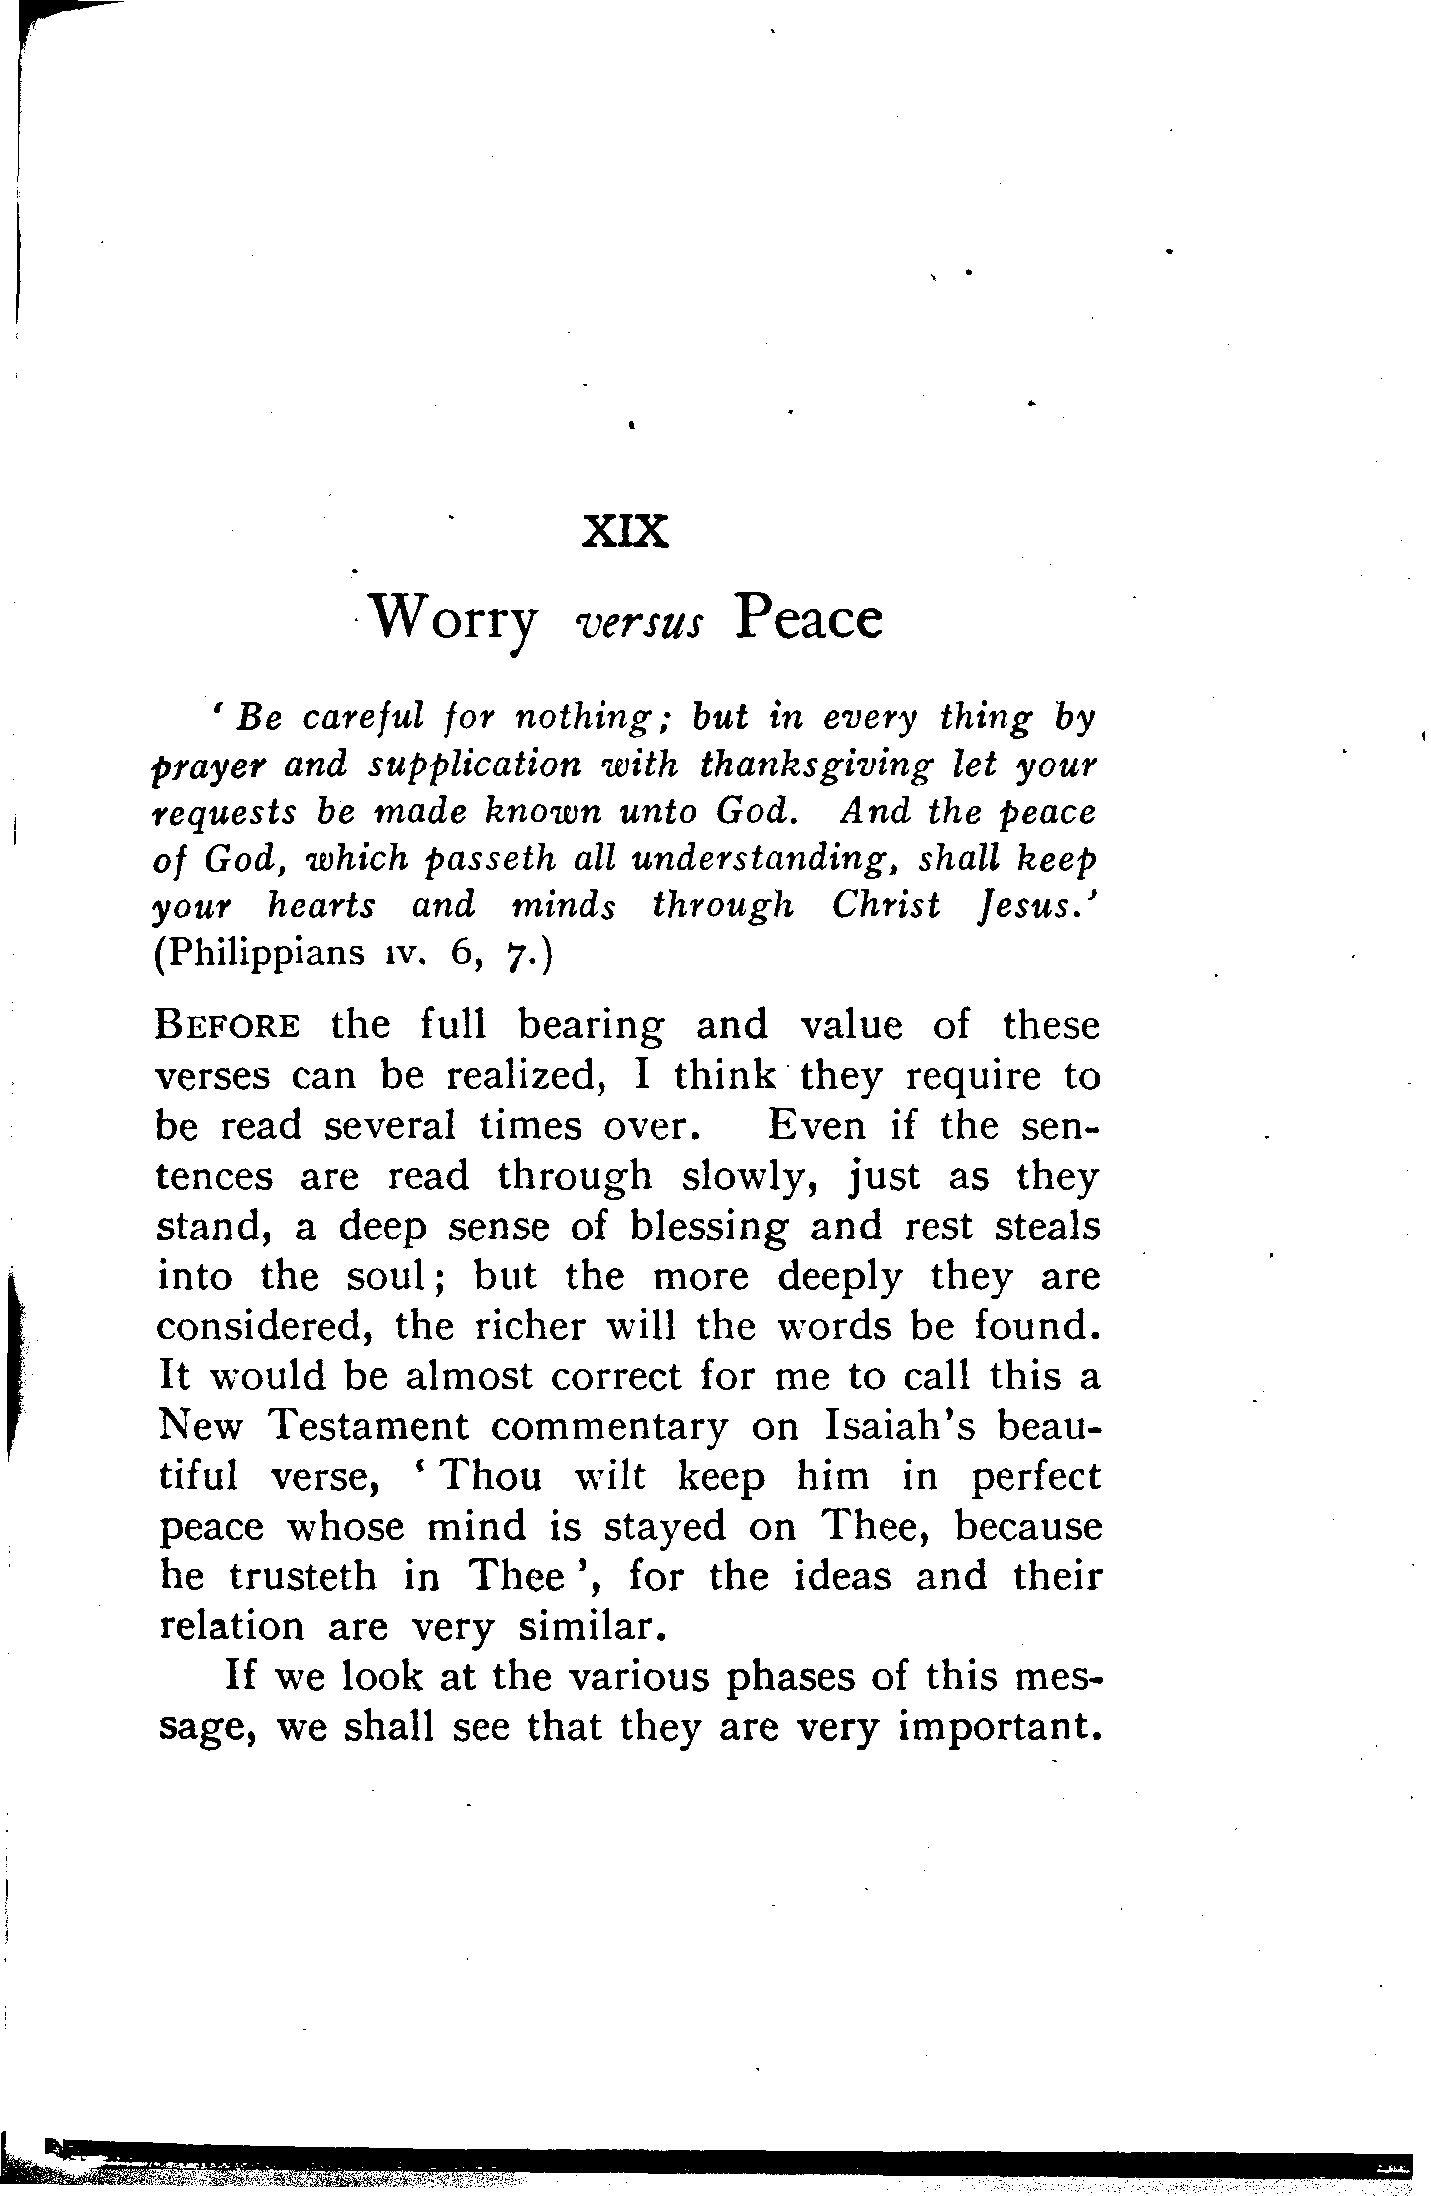 XIX
Worry versus Peace
‘ Be careful for nothing; but in every thing by
prayer and supplication with thanksgiving let your
requests be made known unto God. And the peace
of God, which passeth all understanding, shall keep
your hearts and minds through Christ Jesus.’
(Philippians IV. 6, 7.)
BEFORE the full bearing and value of these
verses can be realized, I think they require to
be read several times over. Even if the sen-
tences are read through slowly, just as they
stand, a deep sense of blessing and rest steals
into the soul; but the more deeply they are
considered, the richer will the words be found.
It would be almost correct for me to call this a
New Testament commentary on Isaiah’s beau-
tiful verse, ‘ Thou wilt keep him in perfect
peace whose mind is stayed on Thee, because
he trusteth in Thee ’, for the ideas and their
relation are very similar.
If we look at the various phases of this mes-
sage, we shall see that they are very important.